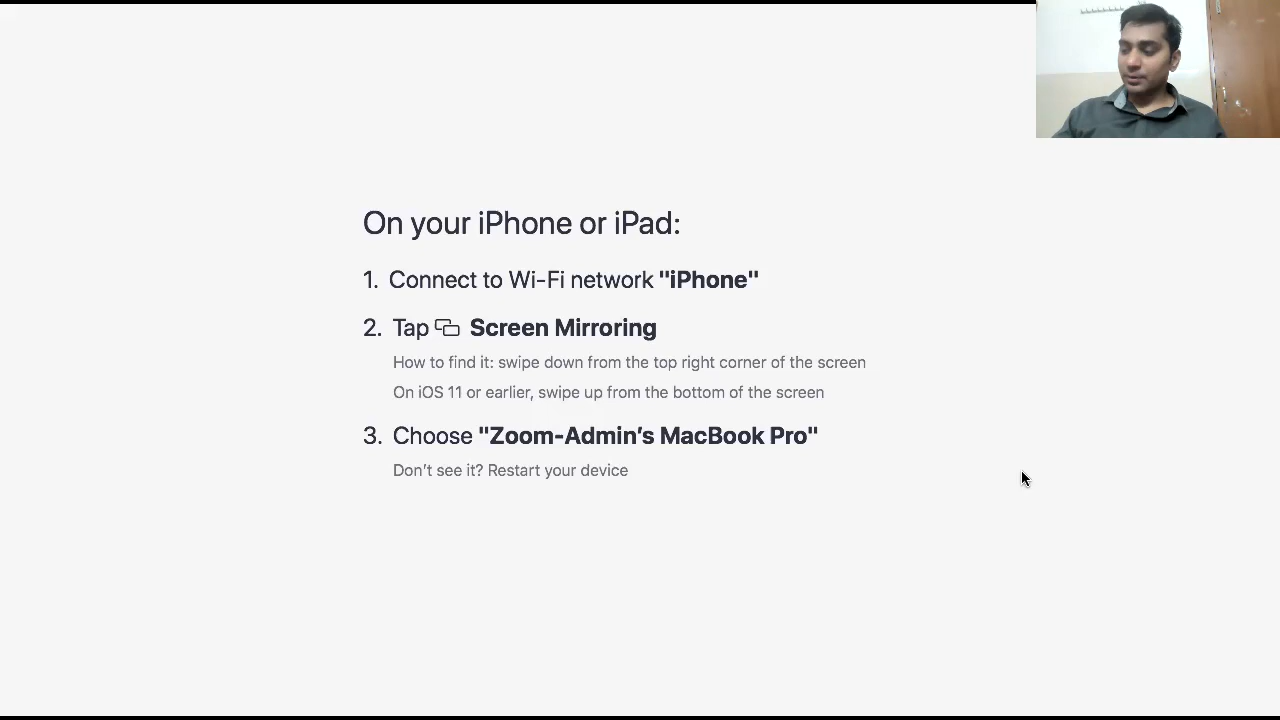 On your iPhone or iPad:
1. Connect to Wi-Fi network "iPhone"
2. Tap Screen Mirroring
How to find it: swipe down from the top right corner of the screen
On iOS 11 or earlier, swipe up from the bottom of the screen
3. Choose "Zoom-Admin’s MacBook Pro"
Don’t see it? Restart your device